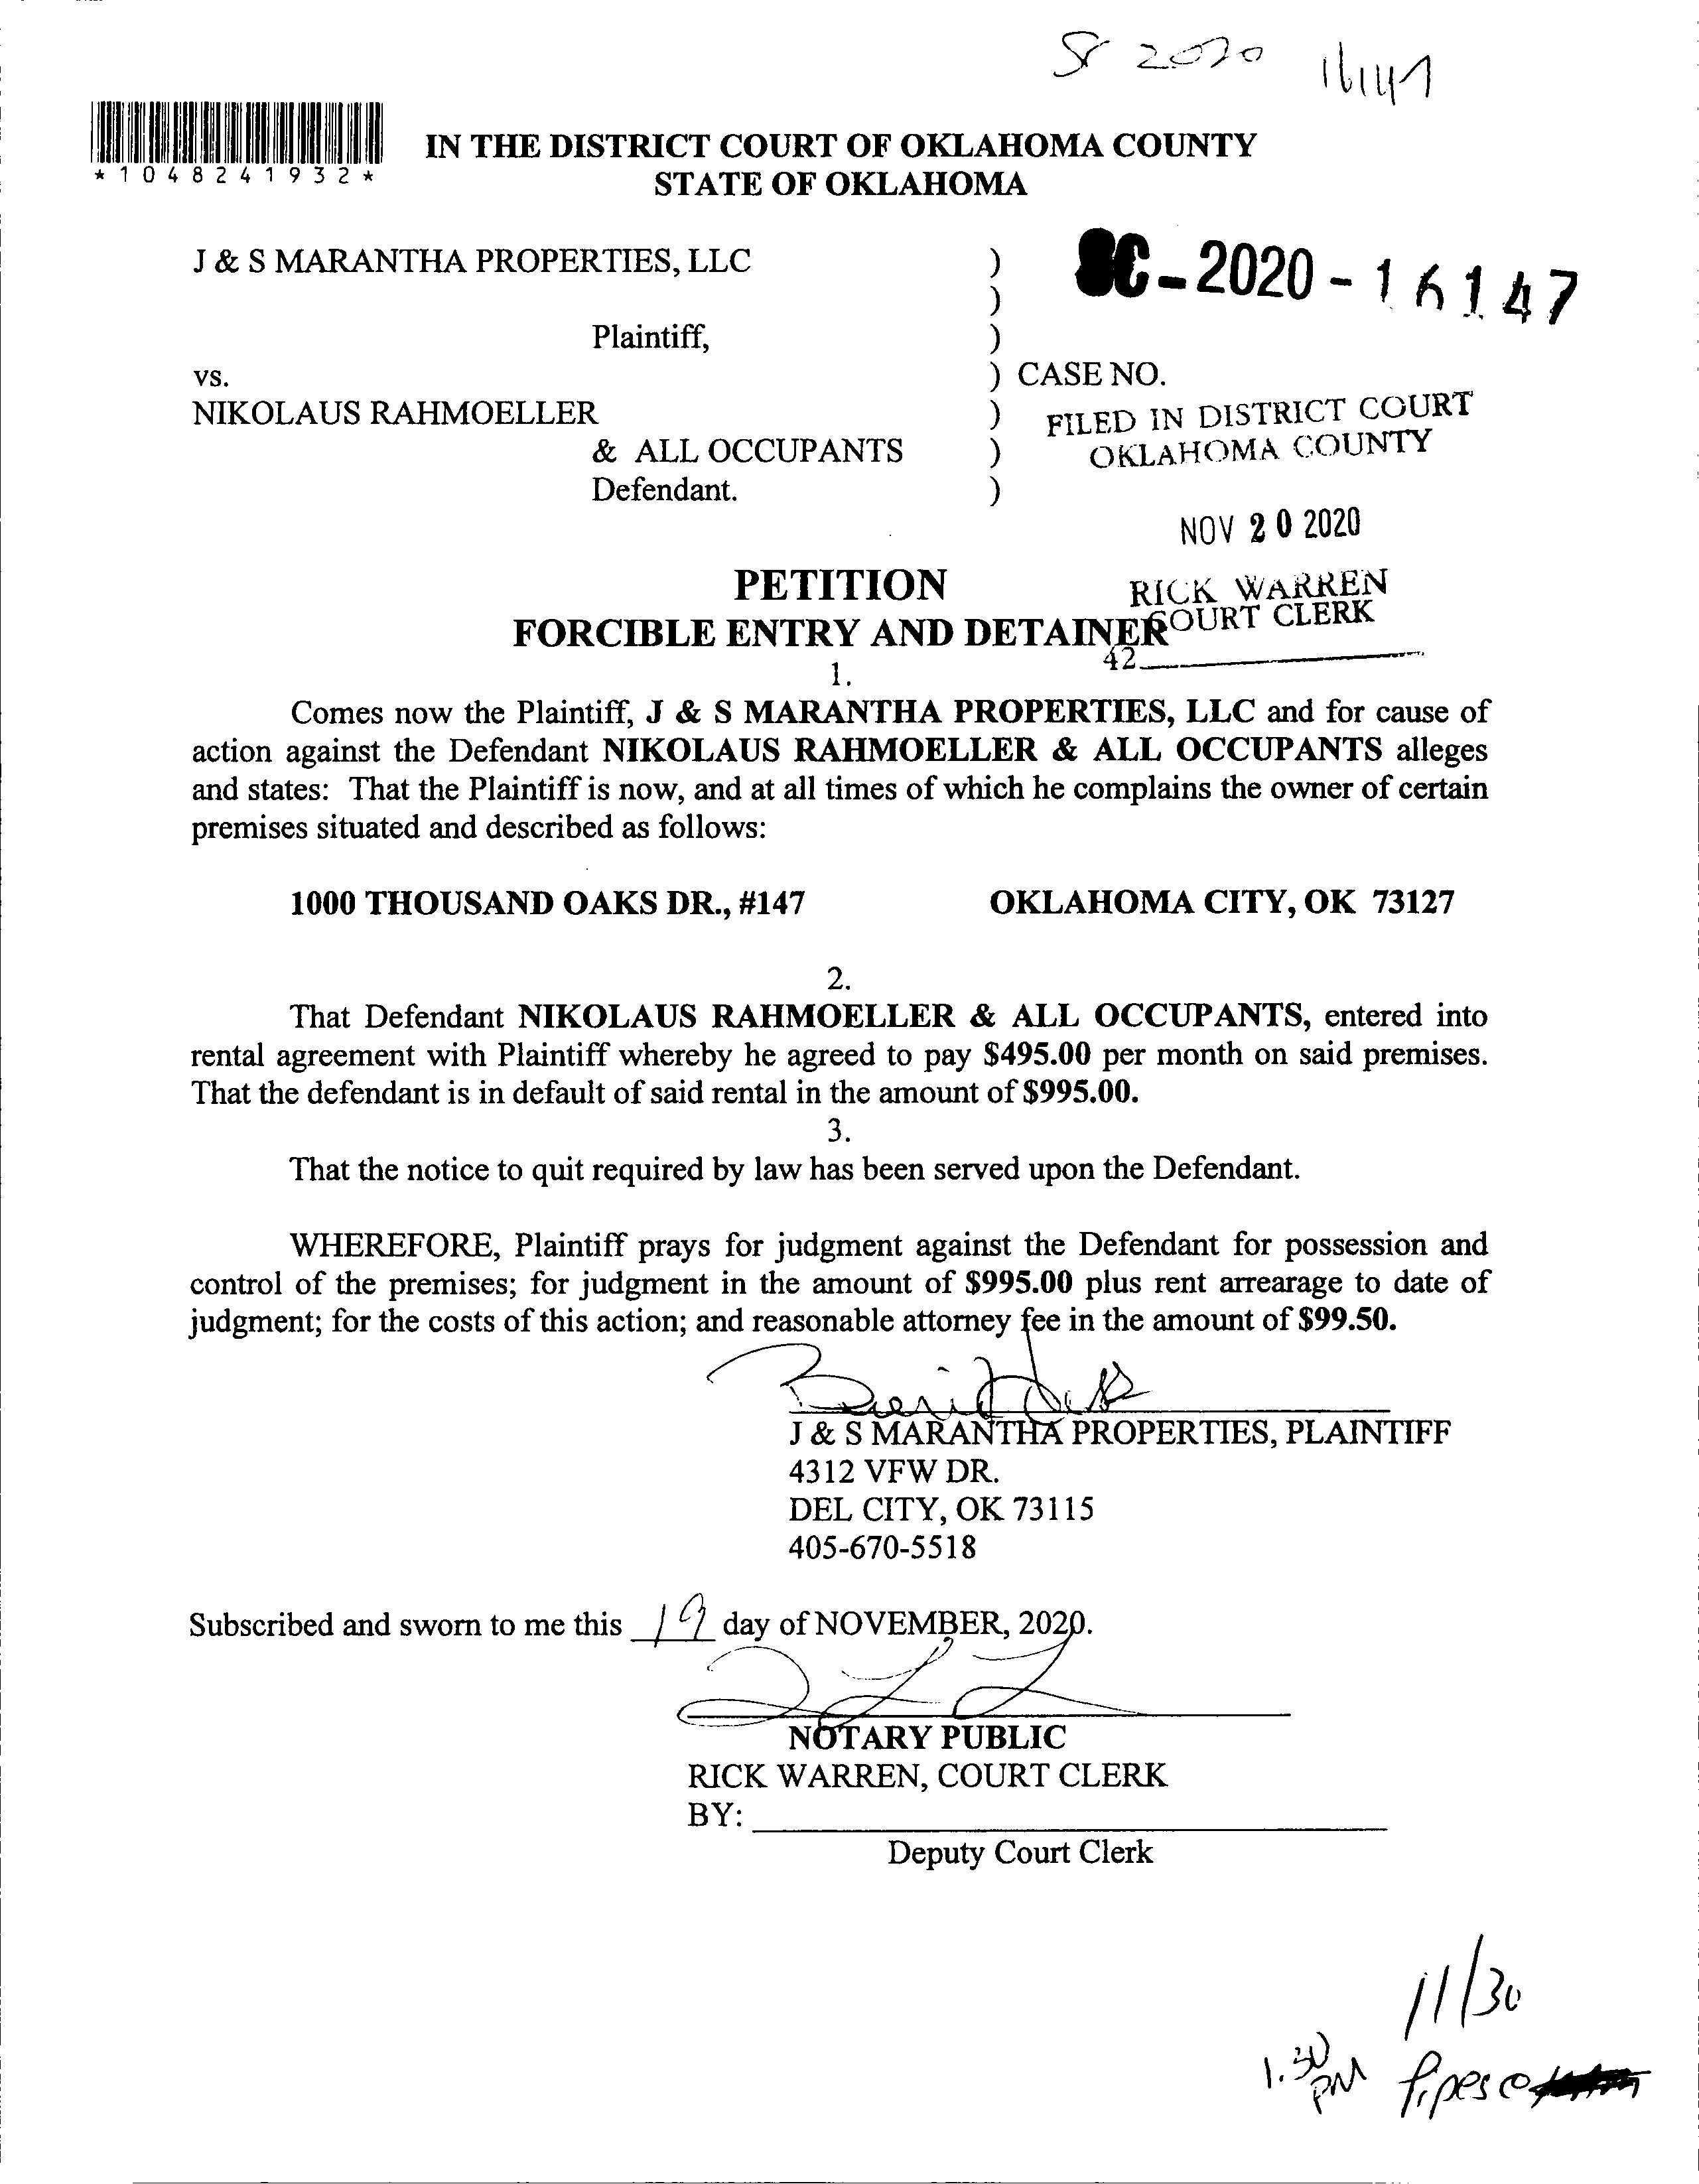 SC 2020 16147
*1048241932*
IN THE DISTRICT COURT OF OKLAHOMA COUNTY
STATE OF OKLAHOMA
J & S MARANTHA PROPERTIES, LLC )
SC-2020-16147
)
Plaintiff, )
vs. ) CASE NO.
NIKOLAUS RAHMOELLER )
FILED IN DISTRICT COURT
& ALL OCCUPANTS )
OKLAHOMA COUNTY
Defendant. )
NOV 20 2020
PETITION
RICK WARREN
FORCIBLE ENTRY AND DETAINER
COURT CLERK
42
1.
Comes now the Plaintiff, J & S MARANTHA PROPERTIES, LLC and for cause of
action against the Defendant NIKOLAUS RAHMOELLER & ALL OCCUPANTS alleges
and states: That the Plaintiff is now, and at all times of which he complains the owner of certain
premises situated and described as follows:
1000 THOUSAND OAKS DR., #147 OKLAHOMA CITY, OK 73127
2.
That Defendant NIKOLAUS RAHMOELLER & ALL OCCUPANTS, entered into
rental agreement with Plaintiff whereby he agreed to pay $495.00 per month on said premises.
That the defendant is in default of said rental in the amount of $995.00.
3.
That the notice to quit required by law has been served upon the Defendant.
WHEREFORE, Plaintiff prays for judgment against the Defendant for possession and
control of the premises; for judgment in the amount of $995.00 plus rent arrearage to date of
judgment; for the costs of this action; and reasonable attorney fee in the amount of $99.50.
J & S MARANTHA PROPERTIES, PLAINTIFF
4312 VFW DR.
DEL CITY, OK 73115
405-670-5518
Subscribed and sworn to me this 19 day of NOVEMBER, 2020.
NOTARY PUBLIC
RICK WARREN, COURT CLERK
BY:
Deputy Court Clerk
11/30
1.30 PM
Pipes